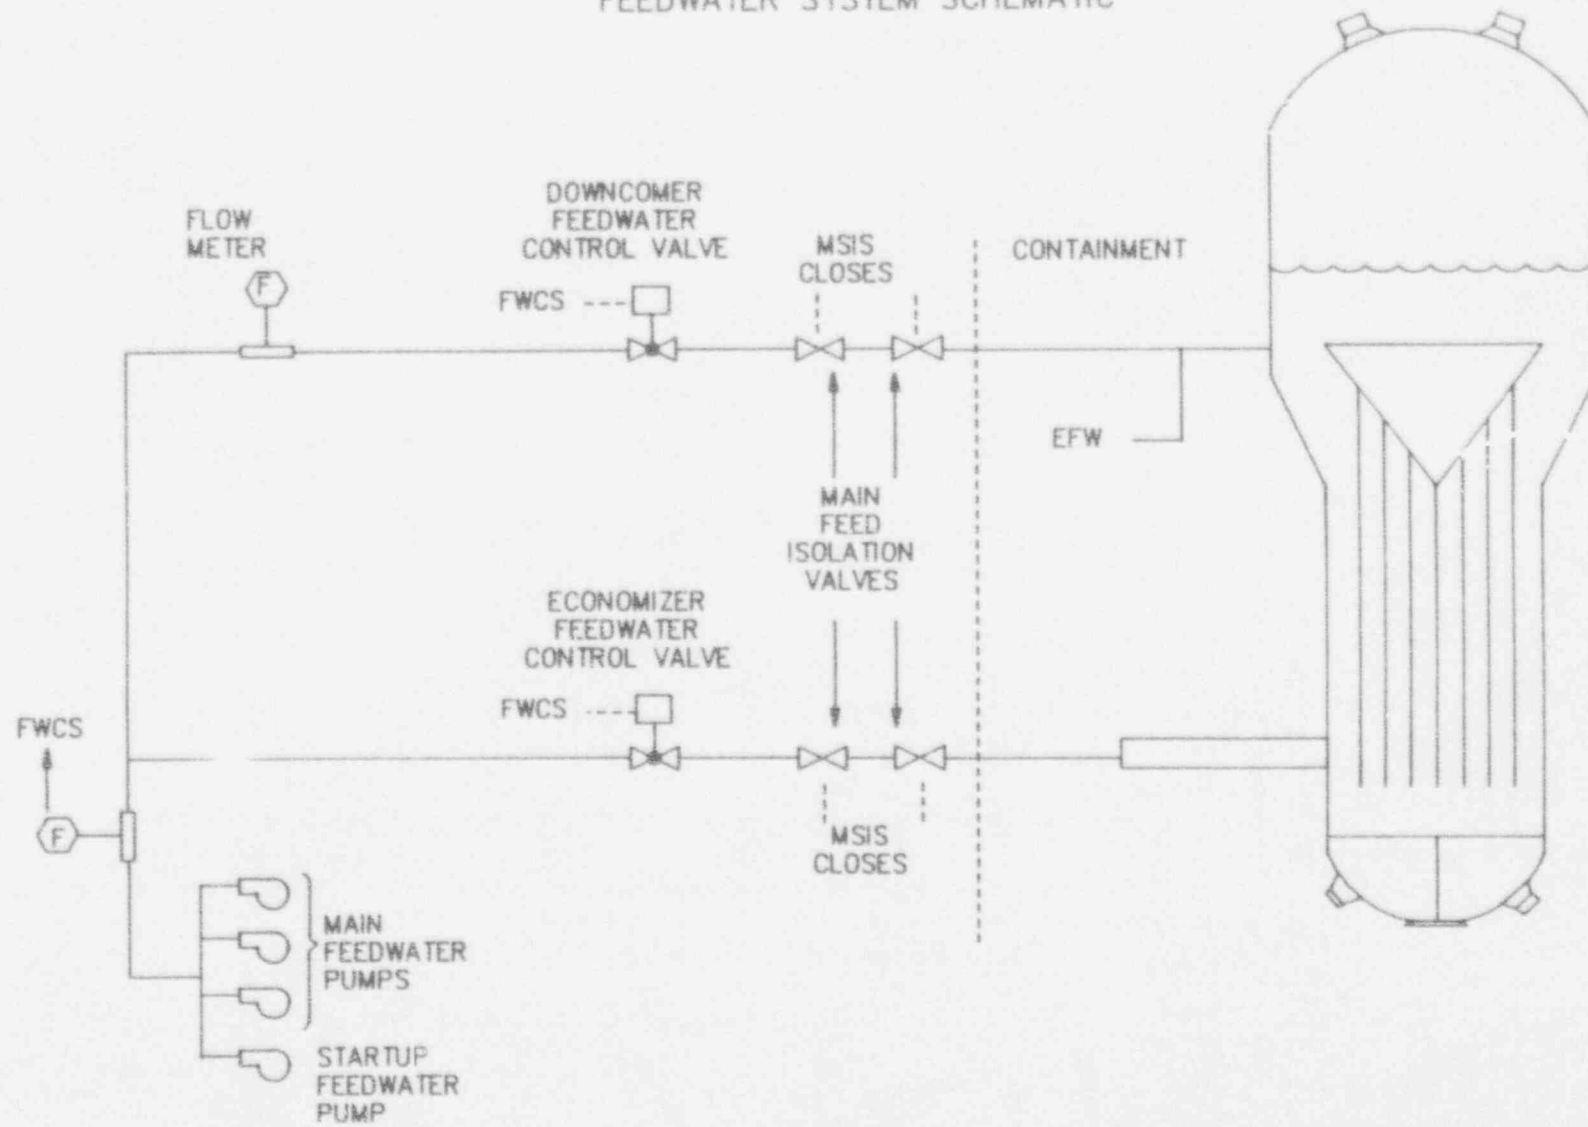 FEEDWATER SYSTEM SCHEMATIC
DOWNCOMER
FEEDWATER
CONTROL VALVE
FLOW
METER
F
FWCS
MSIS
CLOSES
CONTAINMENT
EFW
MAIN
FEED
ISOLATION
VALVES
ECONOMIZER
FEEDWATER
CONTROL VALVE
FWCS
FWCS
F
MSIS
CLOSES
MAIN
FEEDWATER
PUMPS
STARTUP
FEEDWATER
PUMP